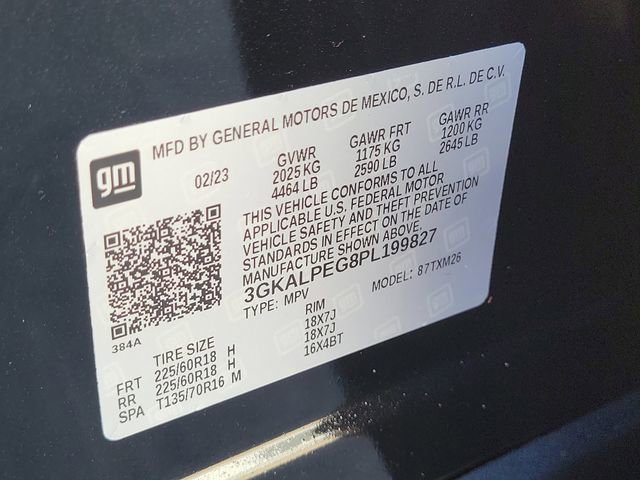 gm
MFD BY GENERAL MOTORS DE MEXICO, S. DE R.L. DE C.V.
02/23
GVWR GAWR FRT GAWR RR
2025 KG 1175 KG 1200 KG
4464 LB 2590 LB 2645 LB
THIS VEHICLE CONFORMS TO ALL
APPLICABLE U.S. FEDERAL MOTOR
VEHICLE SAFETY AND THEFT PREVENTION
STANDARDS IN EFFECT ON THE DATE OF
MANUFACTURE SHOWN ABOVE.
3GKALPEG8PL199827
TYPE: MPV MODEL: 87TXM26
384A
TIRE SIZE RIM
FRT 225/60R18 H 18X7J
RR 225/60R18 H 18X7J
SPA T135/70R16 M 16X4BT